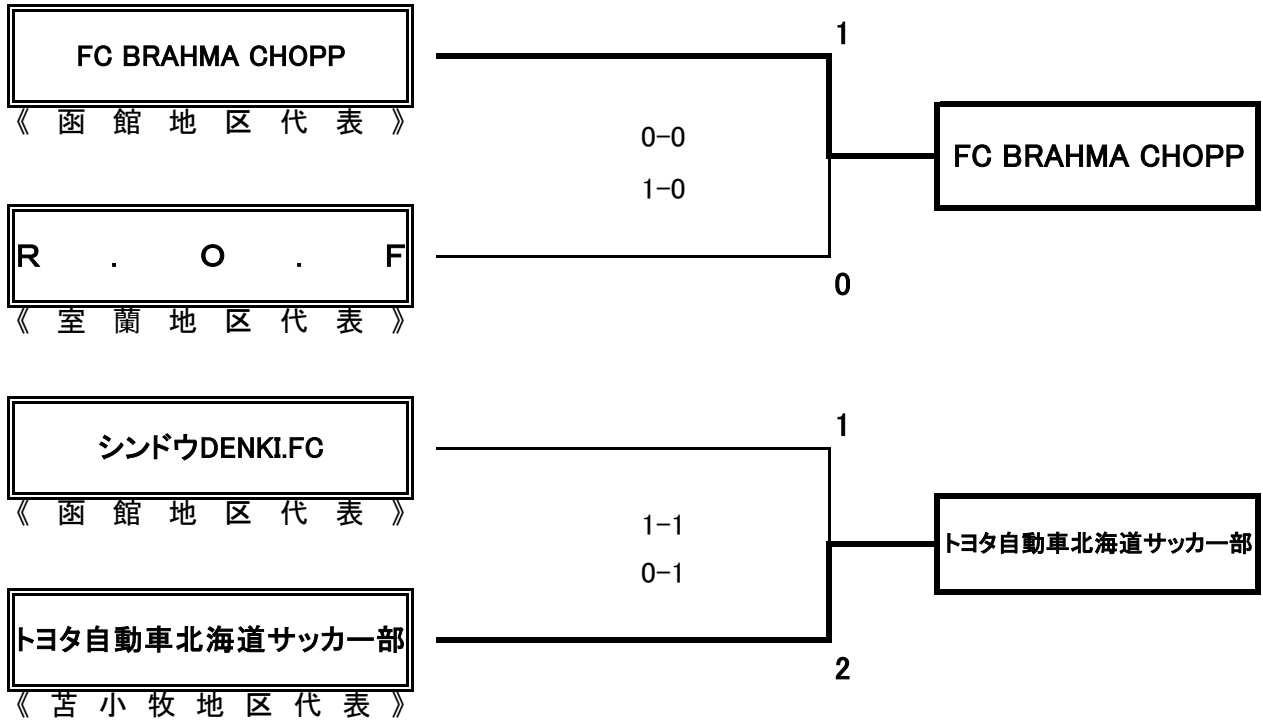 FC BRAHMA CHOPP
《函館地区代表》
1
0-0
1-0
FC BRAHMA CHOPP
R.O.F
《室蘭地区代表》
0
シンドウDENKI.FC
《函館地区代表》
1
1-1
0-1
トヨタ自動車北海道サッカー部
トヨタ自動車北海道サッカー部
《苫小牧地区代表》
2